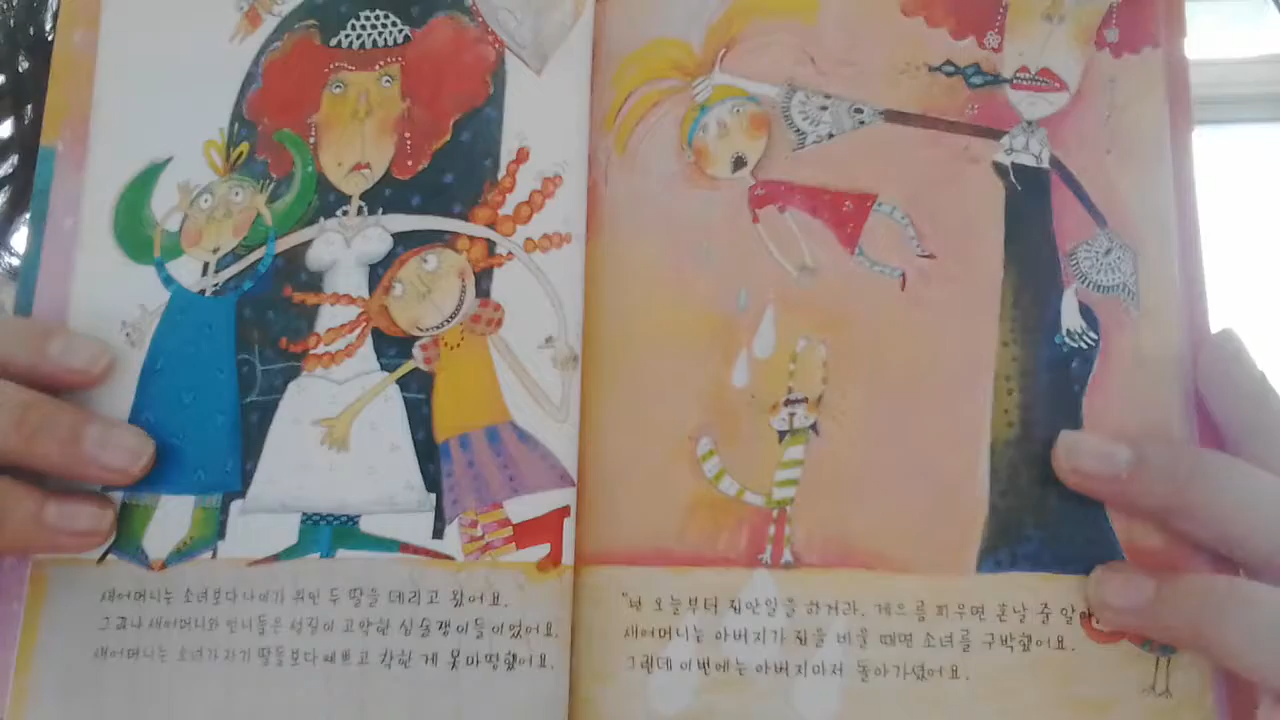 새어머니는 소녀보다 나이가 위인 두 딸을 데리고 왔어요.
그러나 새어머니와 언니들은 성질이 고약한 심술쟁이들이었어요.
새어머니는 소녀가 자기 딸들보다 예쁘고 착한 게 못마땅했어요.
"넌 오늘부터 집안일을 하거라. 게으름 피우면 혼날 줄 알아.
새어머니는 아버지가 집을 비울 때면 소녀를 구박했어요.
그런데 이번에는 아버지마저 돌아가셨어요.